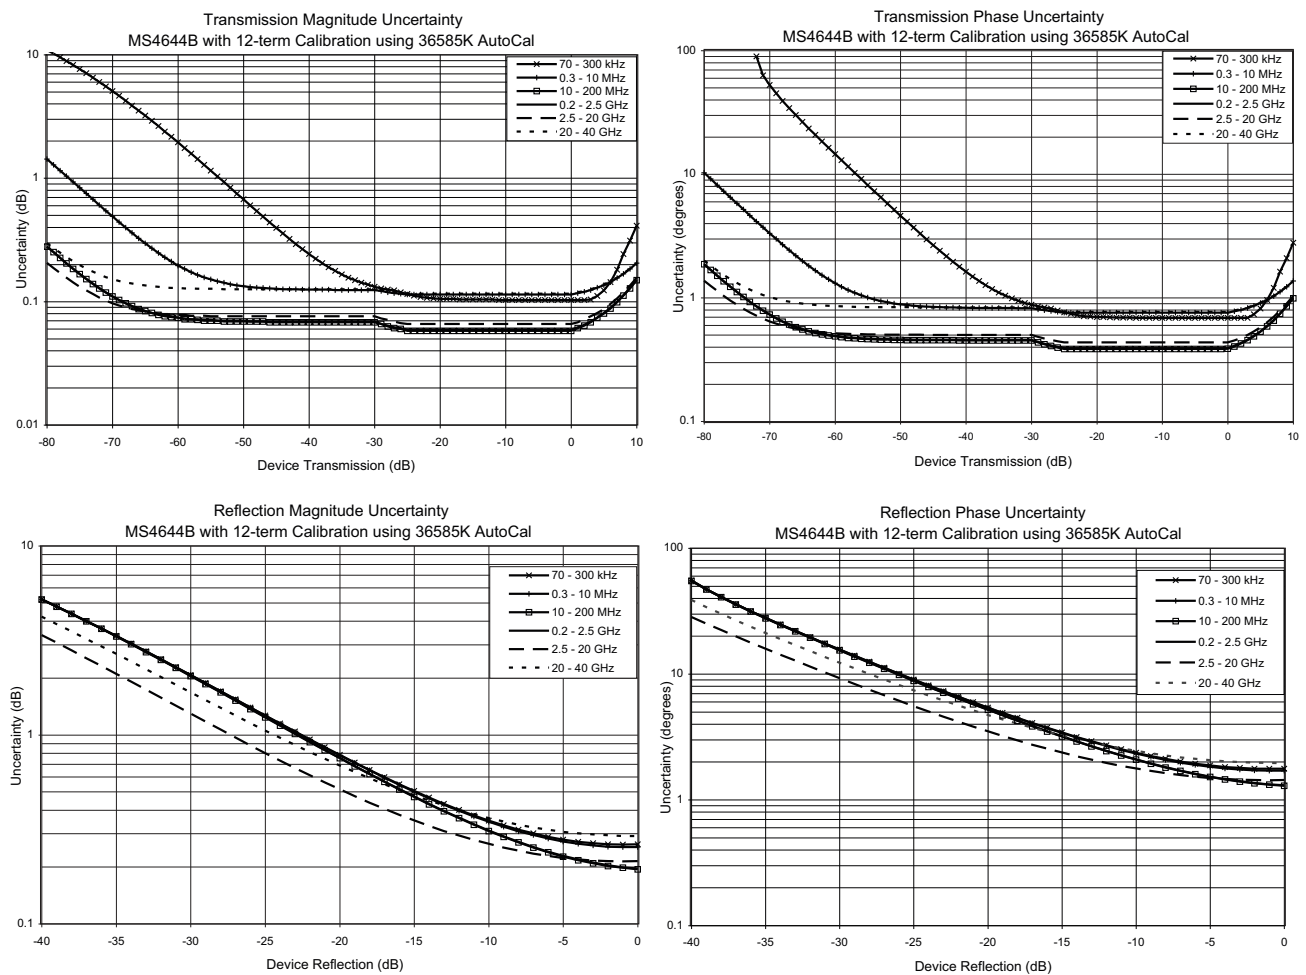 Transmission Magnitude Uncertainty
MS4644B with 12-term Calibration using 36585K AutoCal
10
1
0.1
0.01
Uncertainty (dB)
70 - 300 kHz
0.3 - 10 MHz
10 - 200 MHz
0.2 - 2.5 GHz
2.5 - 20 GHz
20 - 40 GHz
-80 -70 -60 -50 -40 -30 -20 -10 0 10
Device Transmission (dB)
Transmission Phase Uncertainty
MS4644B with 12-term Calibration using 36585K AutoCal
100
10
1
0.1
Uncertainty (degrees)
70 - 300 kHz
0.3 - 10 MHz
10 - 200 MHz
0.2 - 2.5 GHz
2.5 - 20 GHz
20 - 40 GHz
-80 -70 -60 -50 -40 -30 -20 -10 0 10
Device Transmission (dB)
Reflection Magnitude Uncertainty
MS4644B with 12-term Calibration using 36585K AutoCal
10
1
0.1
Uncertainty (dB)
70 - 300 kHz
0.3 - 10 MHz
10 - 200 MHz
0.2 - 2.5 GHz
2.5 - 20 GHz
20 - 40 GHz
-40 -35 -30 -25 -20 -15 -10 -5 0
Device Reflection (dB)
Reflection Phase Uncertainty
MS4644B with 12-term Calibration using 36585K AutoCal
100
10
1
0.1
Uncertainty (degrees)
70 - 300 kHz
0.3 - 10 MHz
10 - 200 MHz
0.2 - 2.5 GHz
2.5 - 20 GHz
20 - 40 GHz
-40 -35 -30 -25 -20 -15 -10 -5 0
Device Reflection (dB)